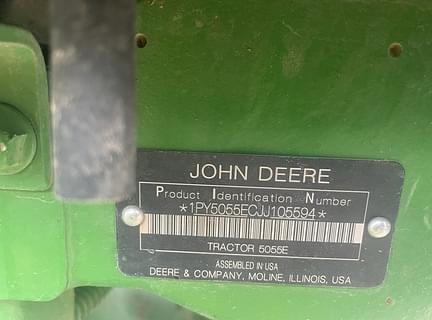 JOHN DEERE
Product Identification Number
*1PY5055ECJJ105594*
TRACTOR 5055E
ASSEMBLED IN USA
DEERE & COMPANY, MOLINE, ILLINOIS, USA